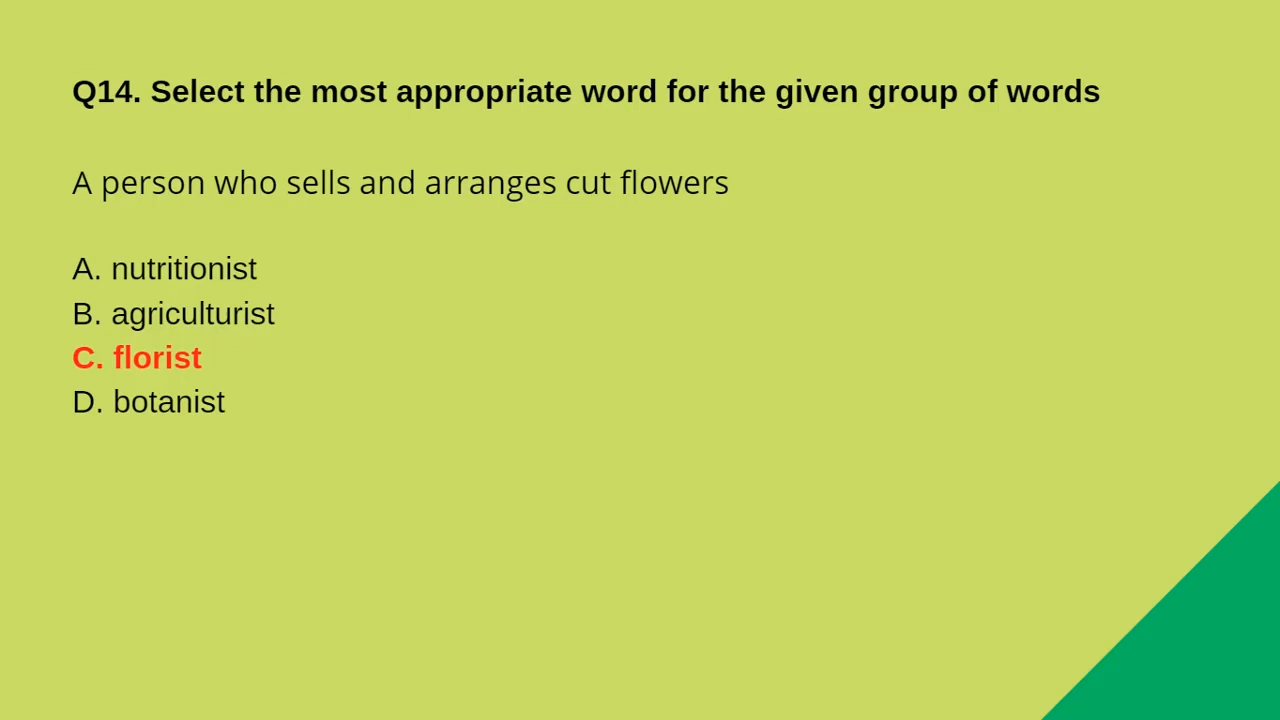 Q14. Select the most appropriate word for the given group of words
A person who sells and arranges cut flowers
A. nutritionist
B. agriculturist
C. florist
D. botanist